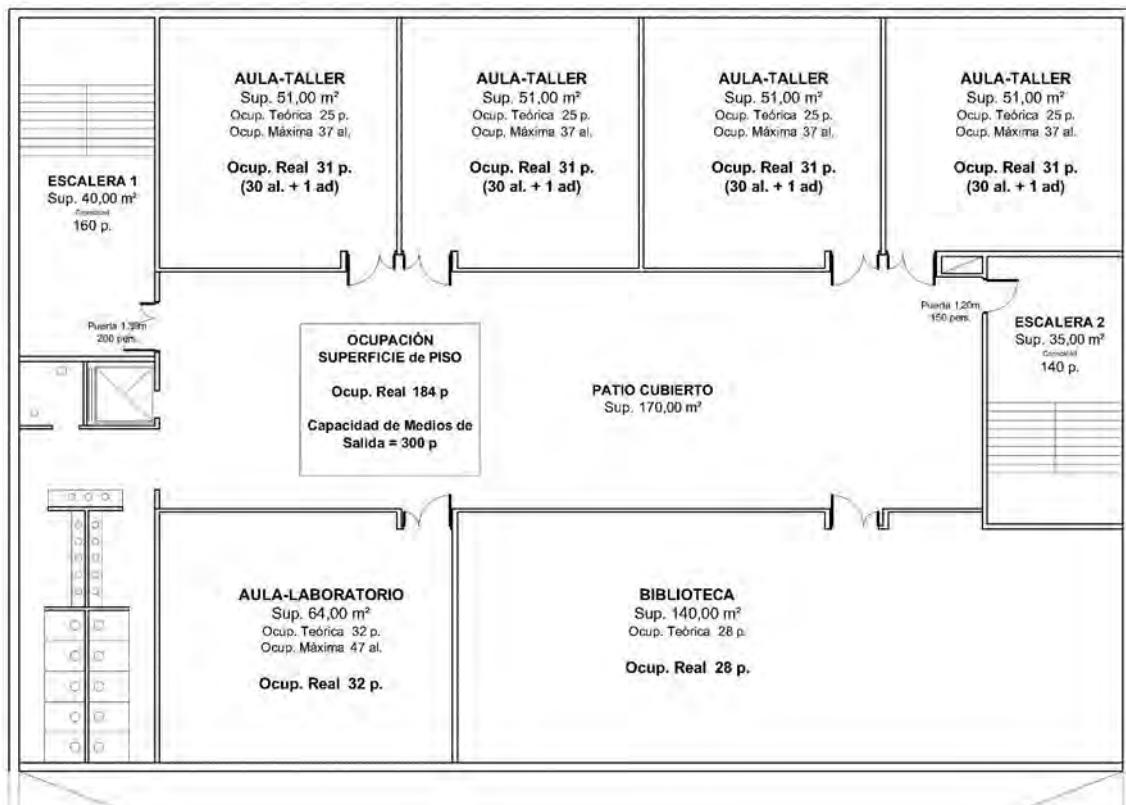 AULA-TALLER
Sup. 51,00 m²
Ocup. Teórica 25 p.
Ocup. Máxima 37 al.
Ocup. Real 31 p.
(30 al. + 1 ad)
AULA-TALLER
Sup. 51,00 m²
Ocup. Teórica 25 p.
Ocup. Máxima 37 al.
Ocup. Real 31 p.
(30 al. + 1 ad)
AULA-TALLER
Sup. 51,00 m²
Ocup. Teórica 25 p.
Ocup. Máxima 37 al.
Ocup. Real 31 p.
(30 al. + 1 ad)
AULA-TALLER
Sup. 51,00 m²
Ocup. Teórica 25 p.
Ocup. Máxima 37 al.
Ocup. Real 31 p.
(30 al. + 1 ad)
ESCALERA 1
Sup. 40,00 m²
Capacidad
160 p.
Puerta
200 pers.
OCUPACIÓN
SUPERFICIE de PISO
Ocup. Real 184 p
Capacidad de Medios de
Salida = 300 p
PATIO CUBIERTO
Sup. 170,00 m²
Puerta 1,20m
150 pers.
ESCALERA 2
Sup. 35,00 m²
Capacidad
140 p.
AULA-LABORATORIO
Sup. 64,00 m²
Ocup. Teórica 32 p.
Ocup. Máxima 47 al.
Ocup. Real 32 p.
BIBLIOTECA
Sup. 140,00 m²
Ocup. Teórica 28 p.
Ocup. Real 28 p.